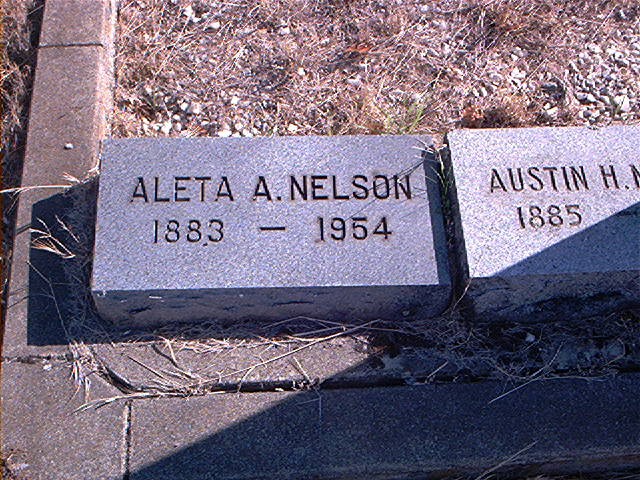 ALETA A. NELSON
1883 — 1954
AUSTIN H.
1885